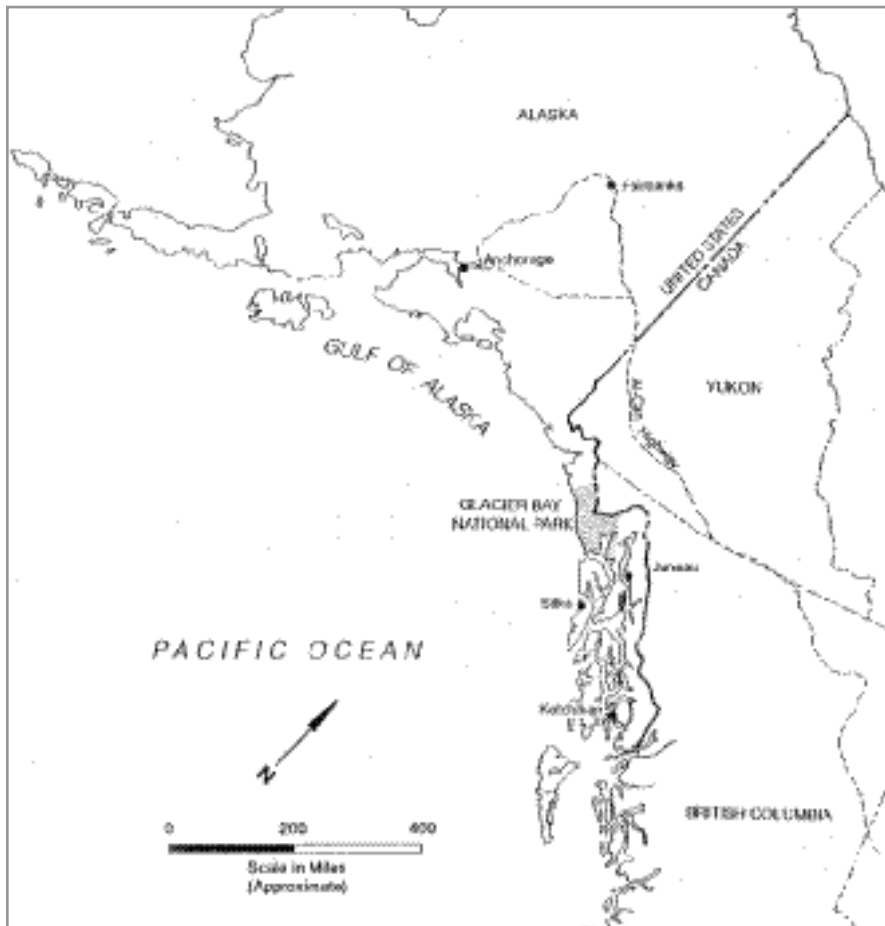 ALASKA
Fairbanks
UNITED STATES
CANADA
Anchorage
GULF OF ALASKA
YUKON
Highway
GLACIER BAY
NATIONAL PARK
Juneau
Sitka
PACIFIC OCEAN
Ketchikan
N
BRITISH COLUMBIA
0 200 400
Scale in Miles
(Approximate)